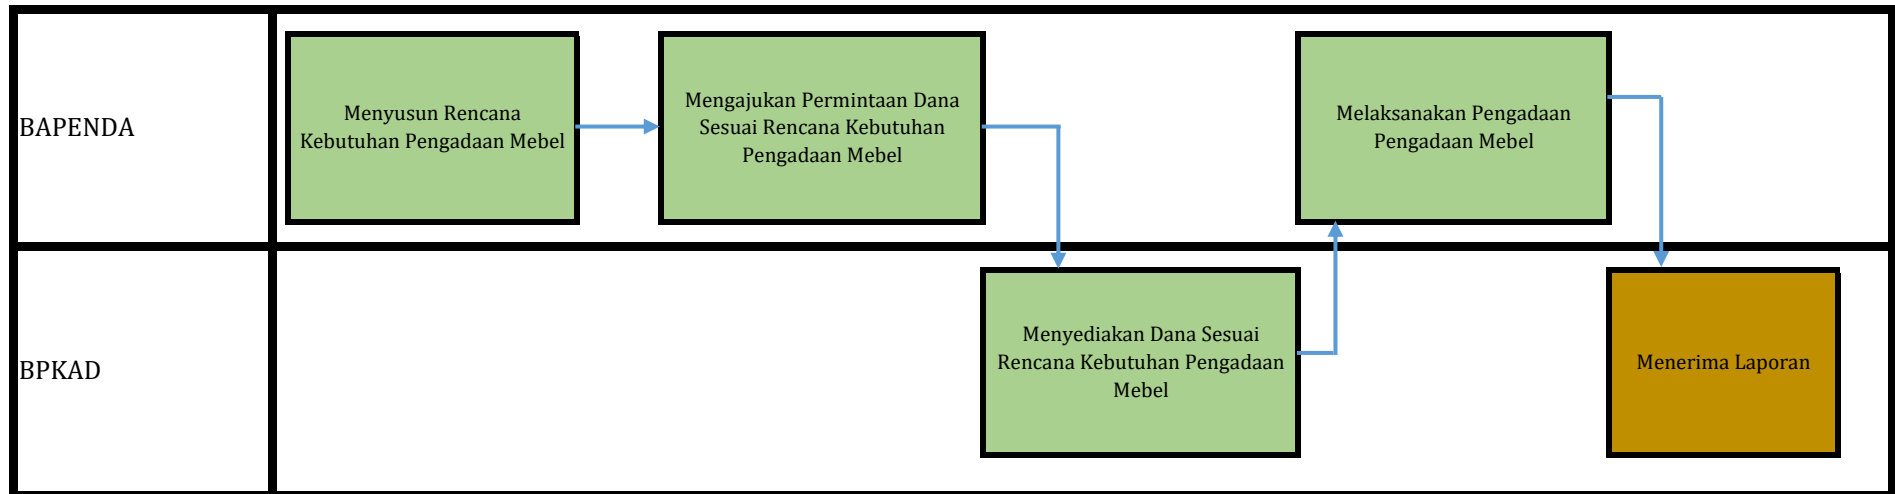 BAPENDA
Menyusun Rencana
Kebutuhan Pengadaan Mebel
Mengajukan Permintaan Dana
Sesuai Rencana Kebutuhan
Pengadaan Mebel
Melaksanakan Pengadaan
Pengadaan Mebel
BPKAD
Menyediakan Dana Sesuai
Rencana Kebutuhan Pengadaan
Mebel
Menerima Laporan